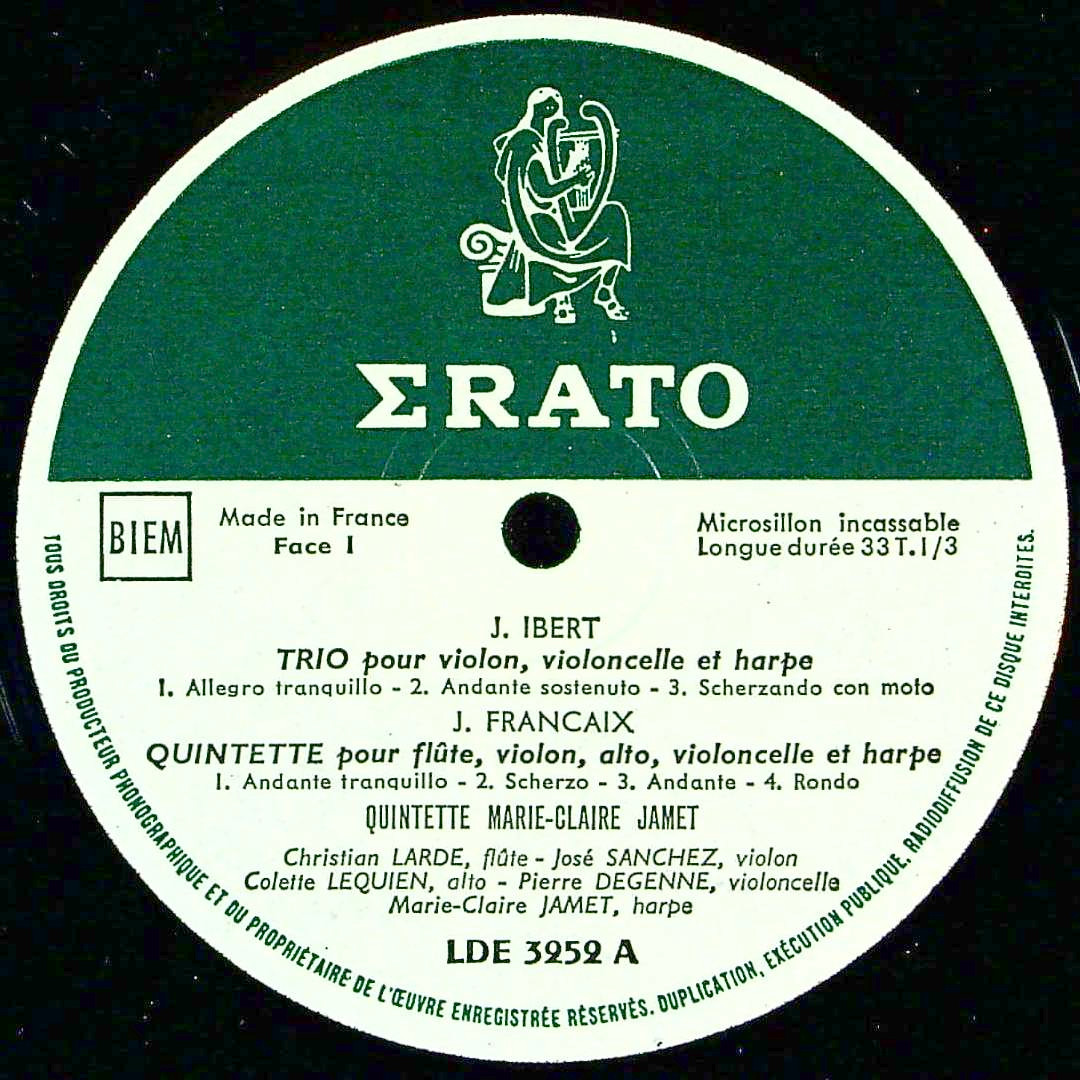 ΣRATO
BIEM
Made in France
Face 1
Microsillon incassable
Longue durée 33 T.1/3
J. IBERT
TRIO pour violon, violoncelle et harpe
1. Allegro tranquillo - 2. Andante sostenuto - 3. Scherzando con moto
J. FRANCAIX
QUINTETTE pour flûte, violon, alto, violoncelle et harpe
1. Andante tranquillo - 2. Scherzo - 3. Andante - 4. Rondo
QUINTETTE MARIE-CLAIRE JAMET
Christian LARDE, flûte - José SANCHEZ, violon
Colette LEQUIEN, alto - Pierre DEGENNE, violoncelle
Marie-Claire JAMET, harpe
LDE 3252 A
TOUS DROITS DU PRODUCTEUR PHONOGRAPHIQUE ET DU PROPRIÉTAIRE DE L'ŒUVRE ENREGISTRÉE RÉSERVÉS. DUPLICATION, EXÉCUTION PUBLIQUE, RADIODIFFUSION DE CE DISQUE INTERDITES.